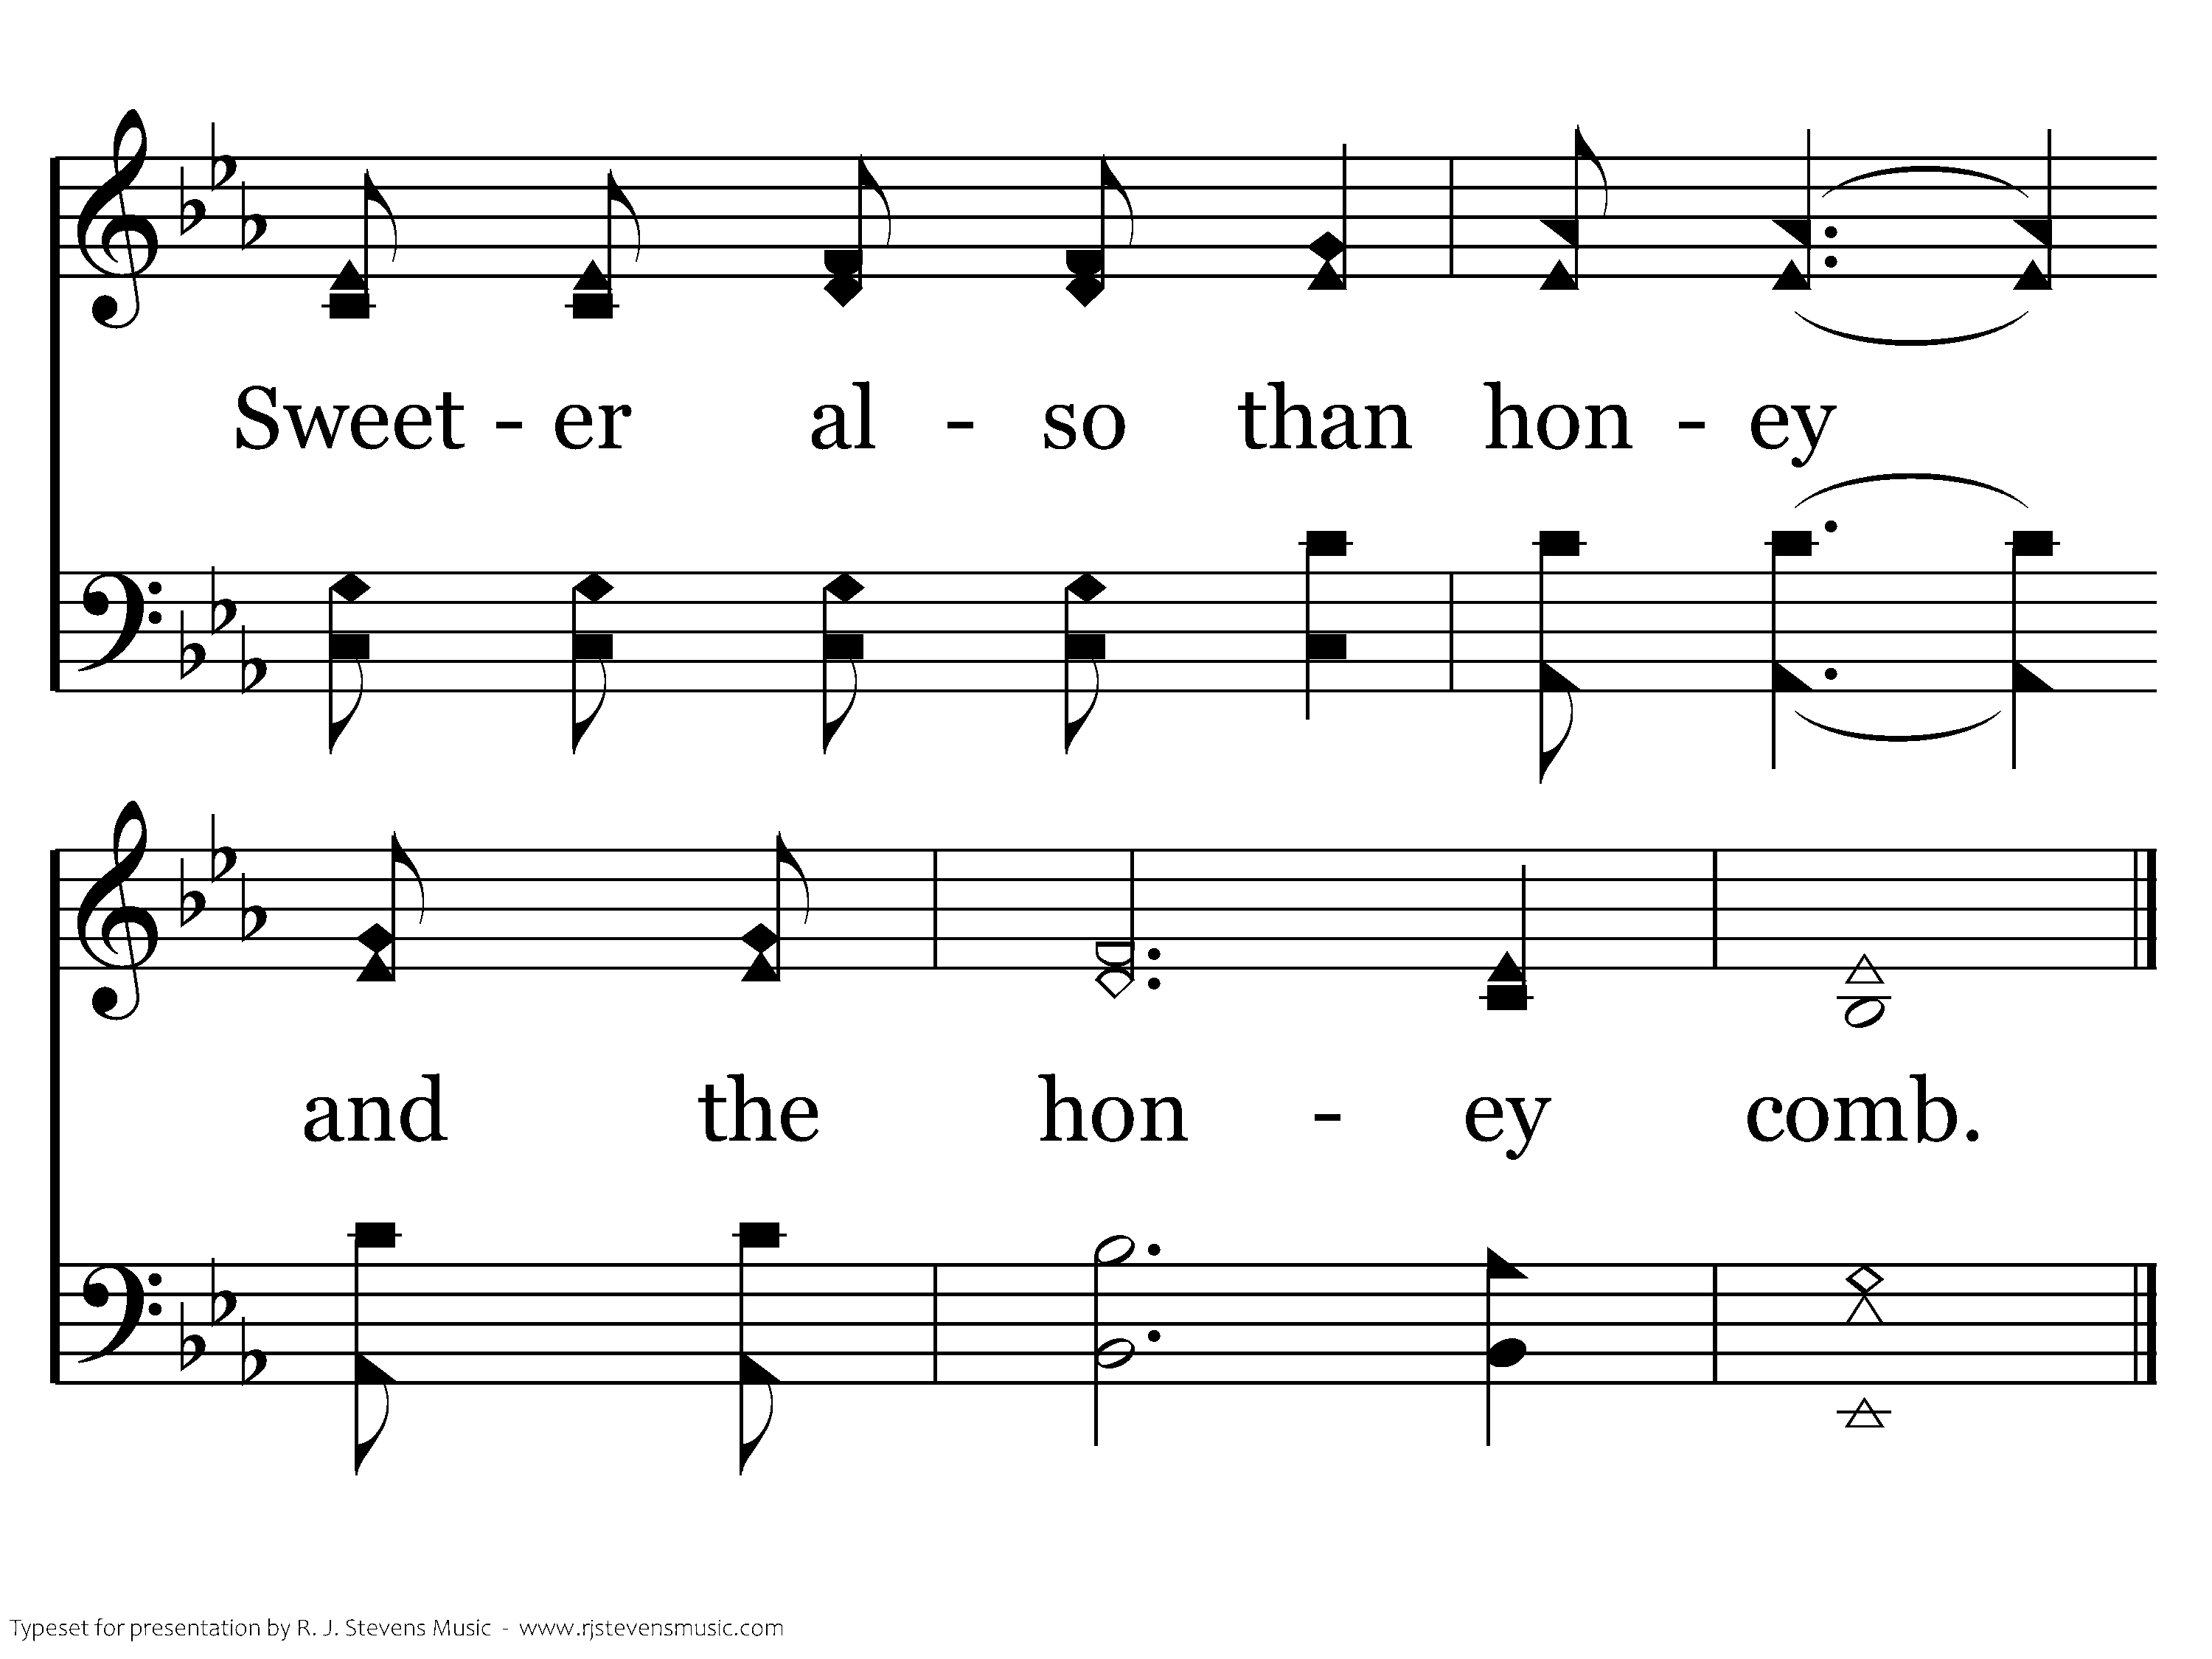 Sweet - er al - so than hon - ey
and the hon - ey comb.
Typeset for presentation by R. J. Stevens Music - www.rjstevensmusic.com